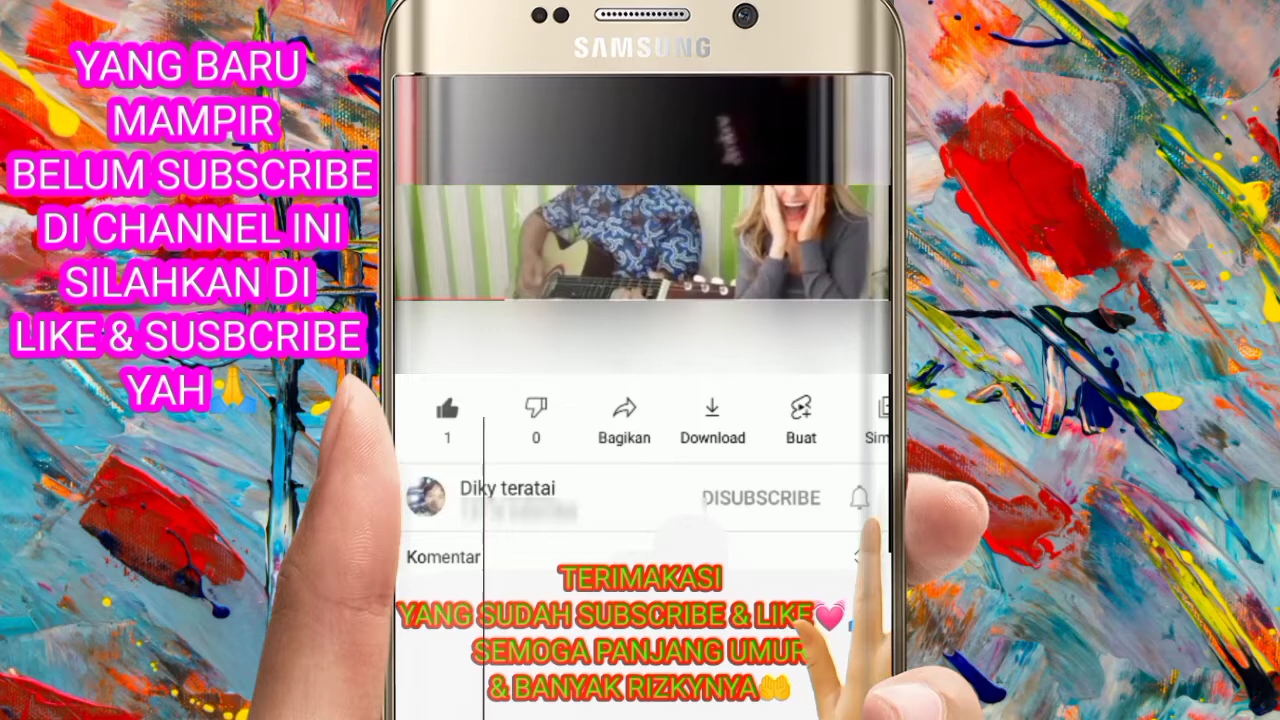 SAMSUNG
YANG BARU
MAMPIR
BELUM SUBSCRIBE
DI CHANNEL INI
SILAHKAN DI
LIKE & SUSBCRIBE
YAH🙏
1
0
Bagikan
Download
Buat
Sim
Diky teratai
DISUBSCRIBE
Komentar
TERIMAKASI
YANG SUDAH SUBSCRIBE & LIKE💓
SEMOGA PANJANG UMUR
& BANYAK RIZKYNYA🤲